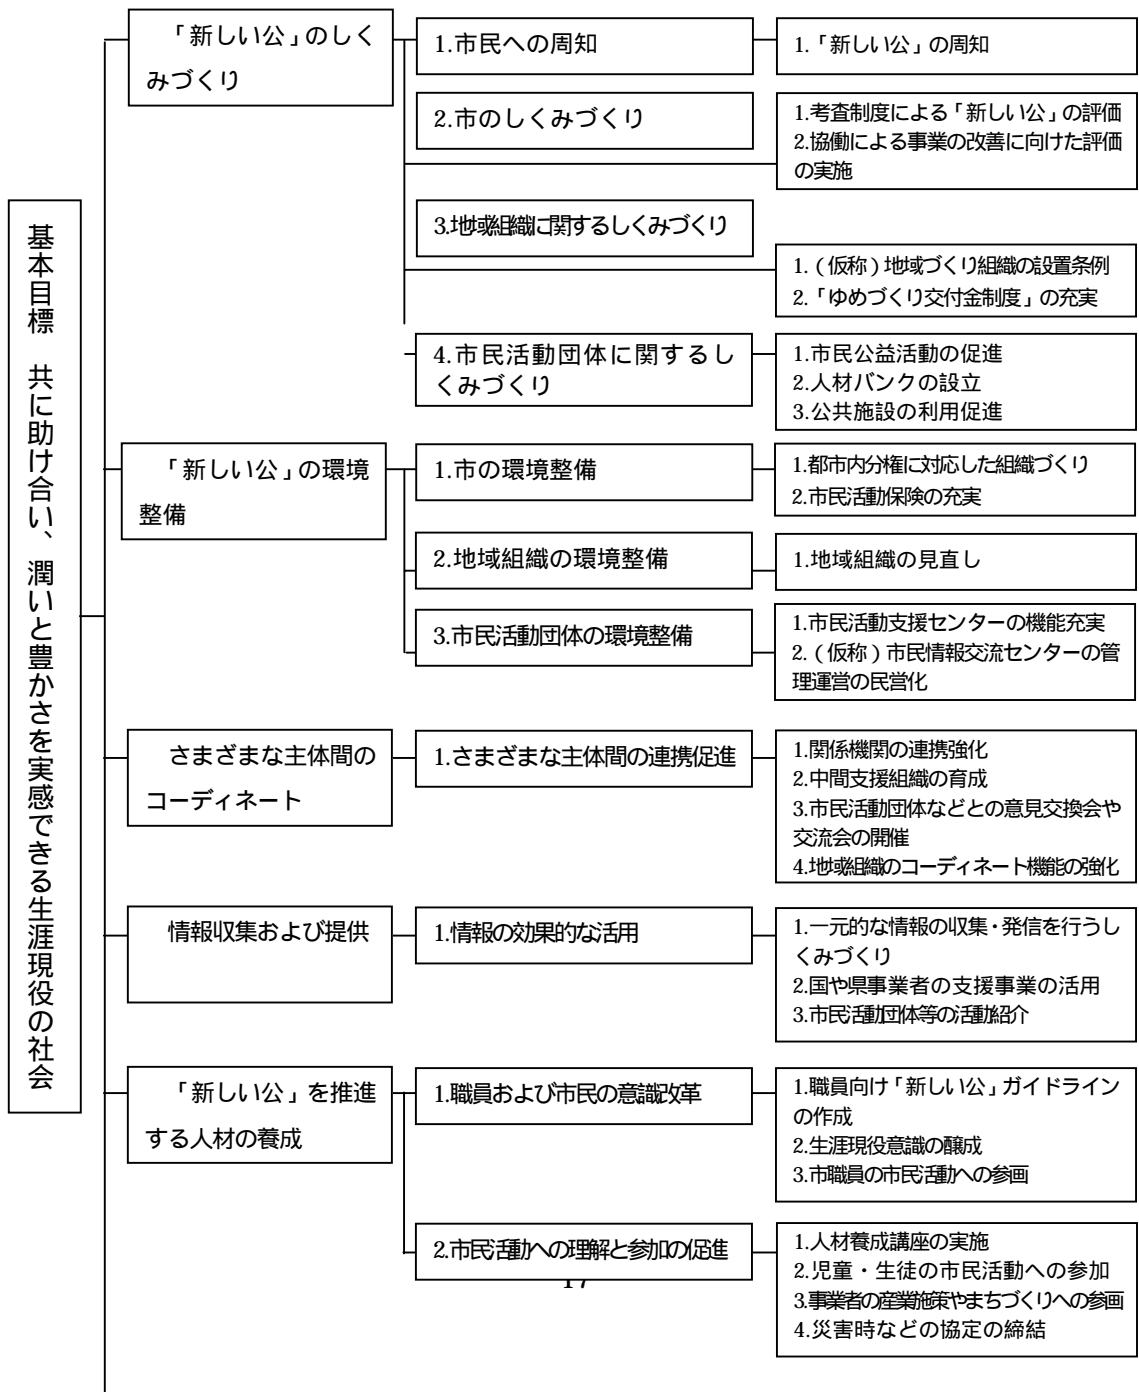 基本目標　共に助け合い、潤いと豊かさを実感できる生涯現役の社会
「新しい公」のしく
みづくり
1.市民への周知
1.「新しい公」の周知
2.市のしくみづくり
1.考査制度による「新しい公」の評価
2.協働による事業の改善に向けた評価
の実施
3.地域組織に関するしくみづくり
1.（仮称）地域づくり組織の設置条例
2.「ゆめづくり交付金制度」の充実
4.市民活動団体に関するし
くみづくり
1.市民公益活動の促進
2.人材バンクの設立
3.公共施設の利用促進
「新しい公」の環境
整備
1.市の環境整備
1.都市内分権に対応した組織づくり
2.市民活動保険の充実
2.地域組織の環境整備
1.地域組織の見直し
3.市民活動団体の環境整備
1.市民活動支援センターの機能充実
2.（仮称）市民情報交流センターの管
理運営の民営化
さまざまな主体間の
コーディネート
1.さまざまな主体間の連携促進
1.関係機関の連携強化
2.中間支援組織の育成
3.市民活動団体などとの意見交換会や
交流会の開催
4.地域組織のコーディネート機能の強化
情報収集および提供
1.情報の効果的な活用
1.一元的な情報の収集・発信を行うし
くみづくり
2.国や県事業者の支援事業の活用
3.市民活動団体等の活動紹介
「新しい公」を推進
する人材の養成
1.職員および市民の意識改革
1.職員向け「新しい公」ガイドライン
の作成
2.生涯現役意識の醸成
3.市職員の市民活動への参画
2.市民活動への理解と参加の促進
1.人材養成講座の実施
2.児童・生徒の市民活動への参加
3.事業者の産業施策やまちづくりへの参画
4.災害時などの協定の締結
17